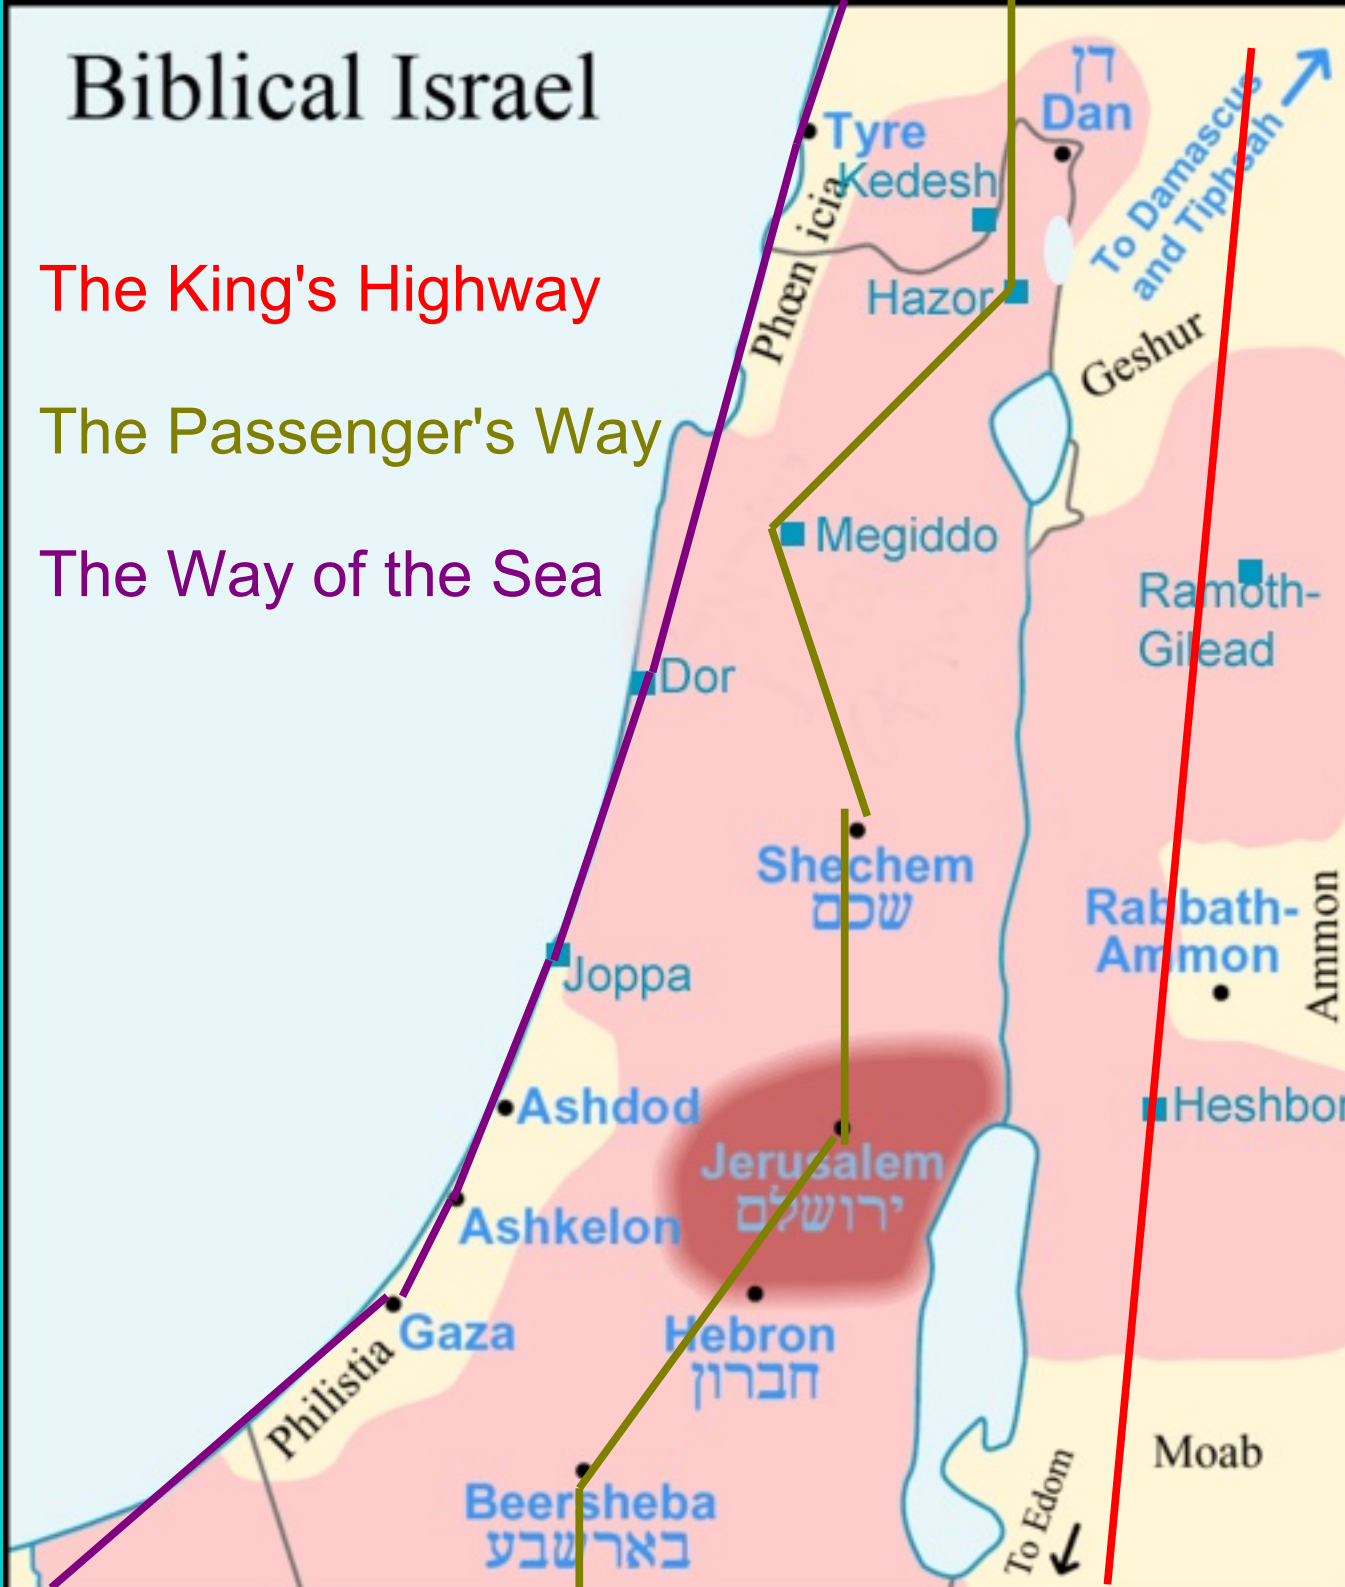 Biblical Israel
The King's Highway
The Passenger's Way
The Way of the Sea
דן
Dan
To Damascus
and Tiphsah
Tyre
Kedesh
Phœn icia
Hazor
Geshur
Megiddo
Ramoth-
Gilead
Dor
Shechem
שכם
Rabbath-
Ammon
Ammon
Joppa
Ashdod
Heshbon
Jerusalem
ירושלם
Ashkelon
Gaza
Hebron
חברון
Philistia
Moab
To Edom
Beersheba
בארשבע